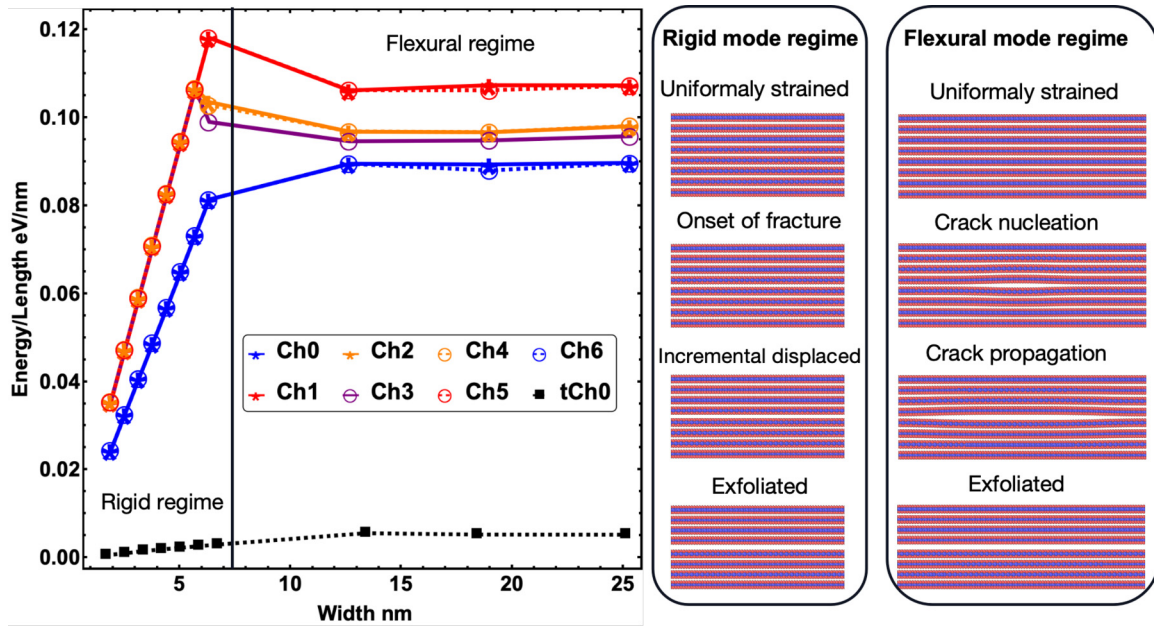 0.12
0.10
0.08
0.06
0.04
0.02
0.00
Energy/Length eV/nm
5
10
15
20
25
Width nm
Flexural regime
Rigid regime
Ch0 Ch2 Ch4 Ch6
Ch1 Ch3 Ch5 tCh0
Rigid mode regime
Uniformaly strained
Onset of fracture
Incremental displaced
Exfoliated
Flexural mode regime
Uniformaly strained
Crack nucleation
Crack propagation
Exfoliated